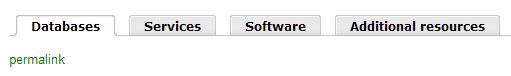 Databases Services Software Additional resources
permalink